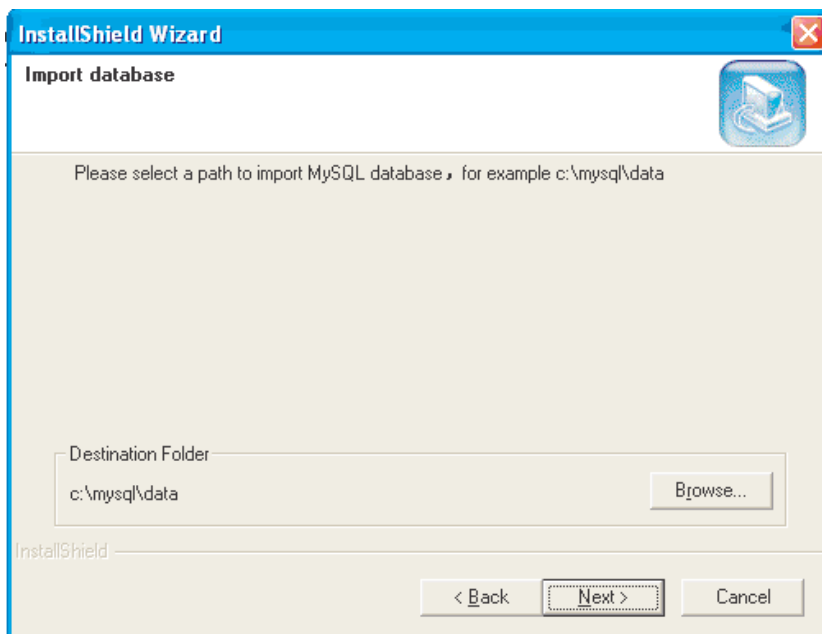 InstallShield Wizard
Import database
Please select a path to import MySQL database，for example c:\mysql\data
Destination Folder
c:\mysql\data
Browse...
InstallShield
< Back
Next >
Cancel